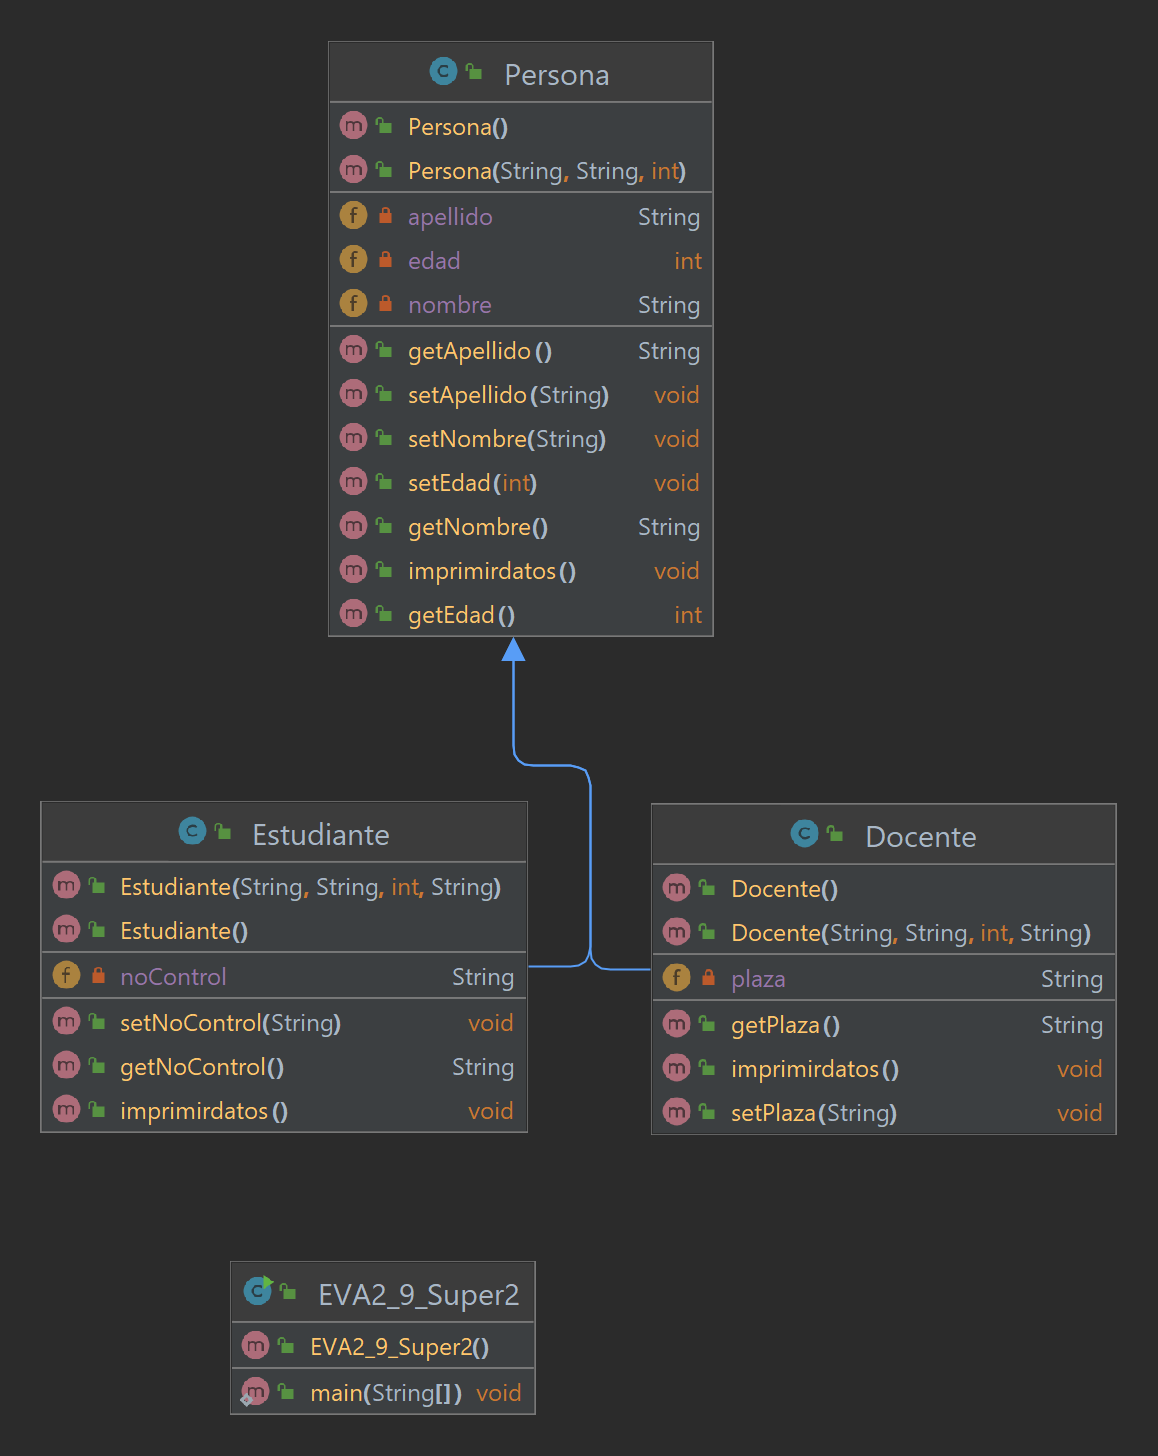 Persona
Persona()
Persona(String, String, int)
apellido String
edad int
nombre String
getApellido() String
setApellido(String) void
setNombre(String) void
setEdad(int) void
getNombre() String
imprimirdatos() void
getEdad() int
Estudiante
Estudiante(String, String, int, String)
Estudiante()
noControl String
setNoControl(String) void
getNoControl() String
imprimirdatos() void
Docente
Docente()
Docente(String, String, int, String)
plaza String
getPlaza() String
imprimirdatos() void
setPlaza(String) void
EVA2_9_Super2
EVA2_9_Super2()
main(String[]) void